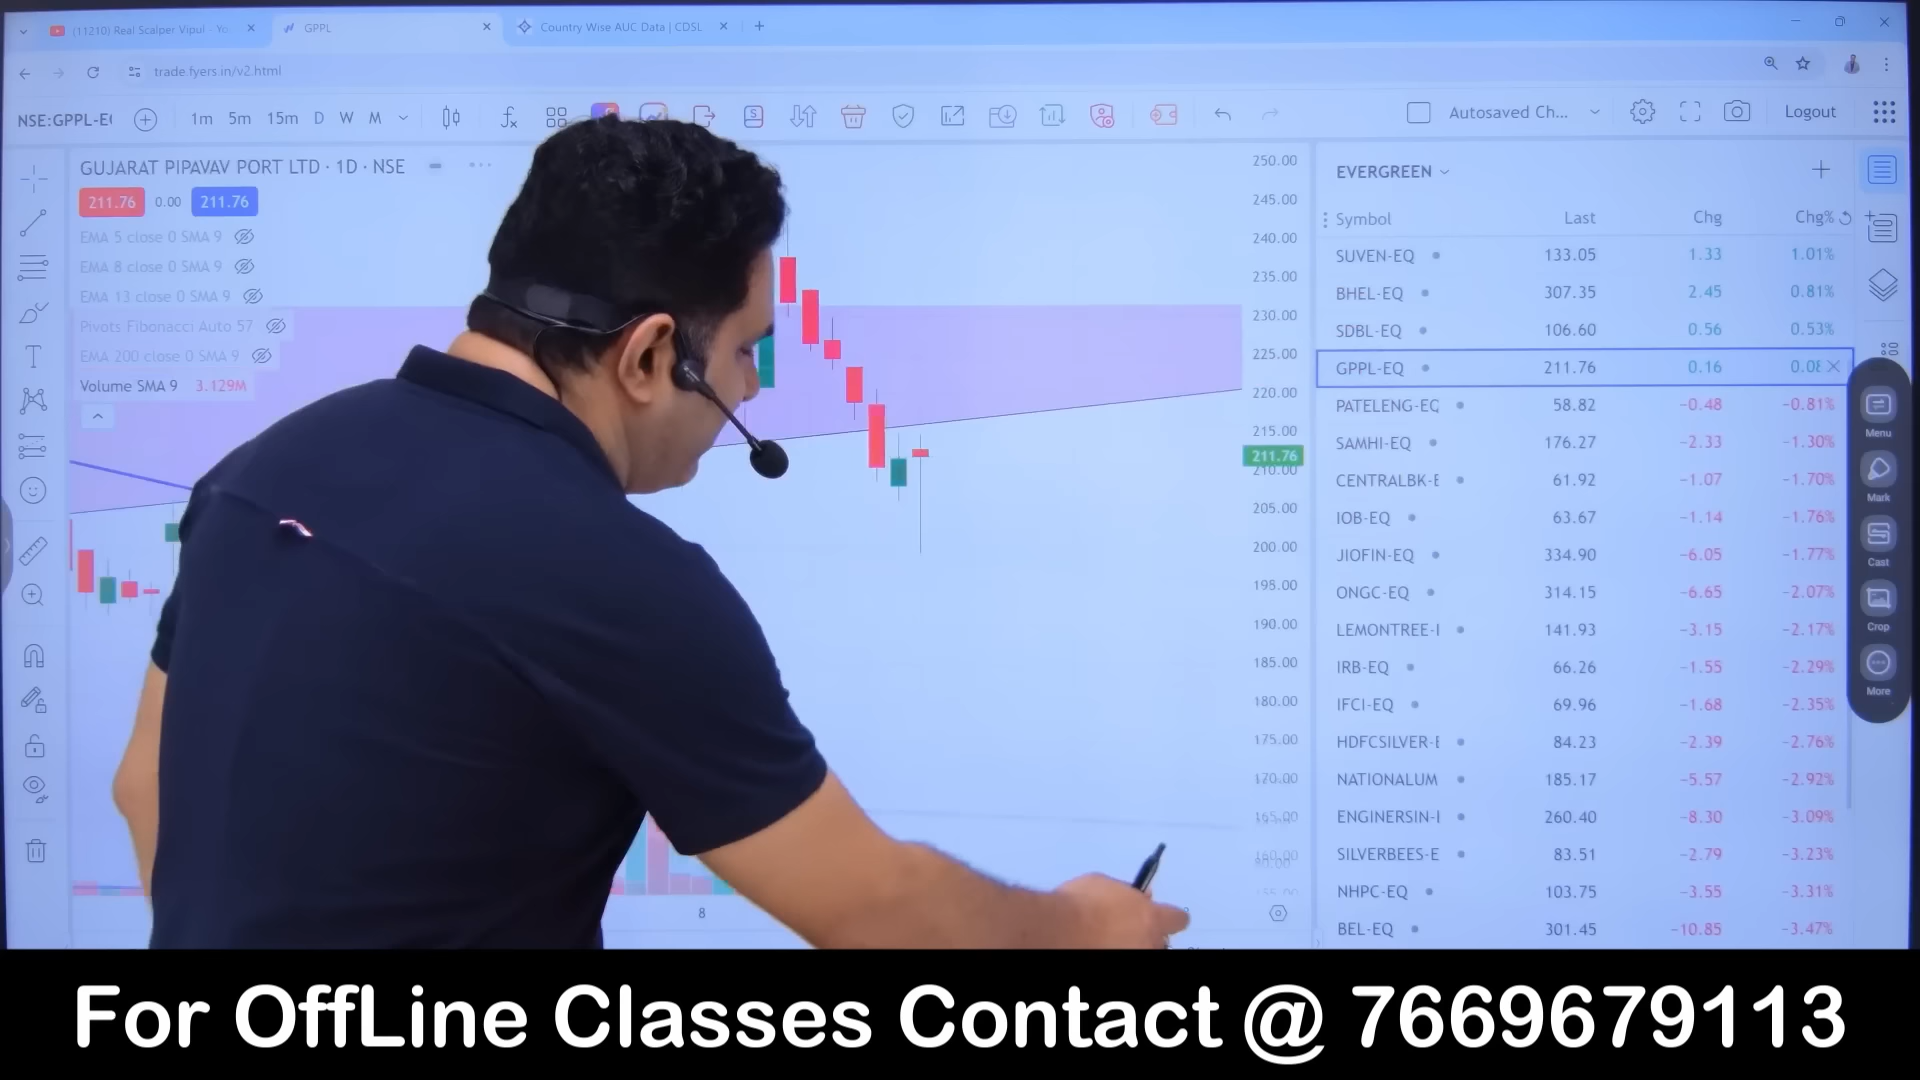 (11210) Real Scalper Vipul - Yo
GPPL
Country Wise AUC Data | CDSL
trade.fyers.in/v2.html
NSE:GPPL-E
1m 5m 15m D W M
Autosaved Ch...
Logout
GUJARAT PIPAVAV PORT LTD · 1D · NSE
211.76 0.00 211.76
EMA 5 close 0 SMA 9
EMA 8 close 0 SMA 9
EMA 13 close 0 SMA 9
Pivots Fibonacci Auto 57
EMA 200 close 0 SMA 9
Volume SMA 9 3.129M
250.00
245.00
240.00
235.00
230.00
225.00
220.00
215.00
211.76
210.00
205.00
200.00
195.00
190.00
185.00
180.00
175.00
170.00
165.00
160.00
8
EVERGREEN
Symbol Last Chg Chg%
SUVEN-EQ 133.05 1.33 1.01%
BHEL-EQ 307.35 2.45 0.81%
SDBL-EQ 106.60 0.56 0.53%
GPPL-EQ 211.76 0.16 0.08
PATELENG-EQ 58.82 -0.48 -0.81%
SAMHI-EQ 176.27 -2.33 -1.30%
CENTRALBK-E 61.92 -1.07 -1.70%
IOB-EQ 63.67 -1.14 -1.76%
JIOFIN-EQ 334.90 -6.05 -1.77%
ONGC-EQ 314.15 -6.65 -2.07%
LEMONTREE-I 141.93 -3.15 -2.17%
IRB-EQ 66.26 -1.55 -2.29%
IFCI-EQ 69.96 -1.68 -2.35%
HDFCSILVER-E 84.23 -2.39 -2.76%
NATIONALUM 185.17 -5.57 -2.92%
ENGINERSIN-I 260.40 -8.30 -3.09%
SILVERBEES-E 83.51 -2.79 -3.23%
NHPC-EQ 103.75 -3.55 -3.31%
BEL-EQ 301.45 -10.85 -3.47%
Menu
Mark
Cast
Crop
More
For OffLine Classes Contact @ 7669679113